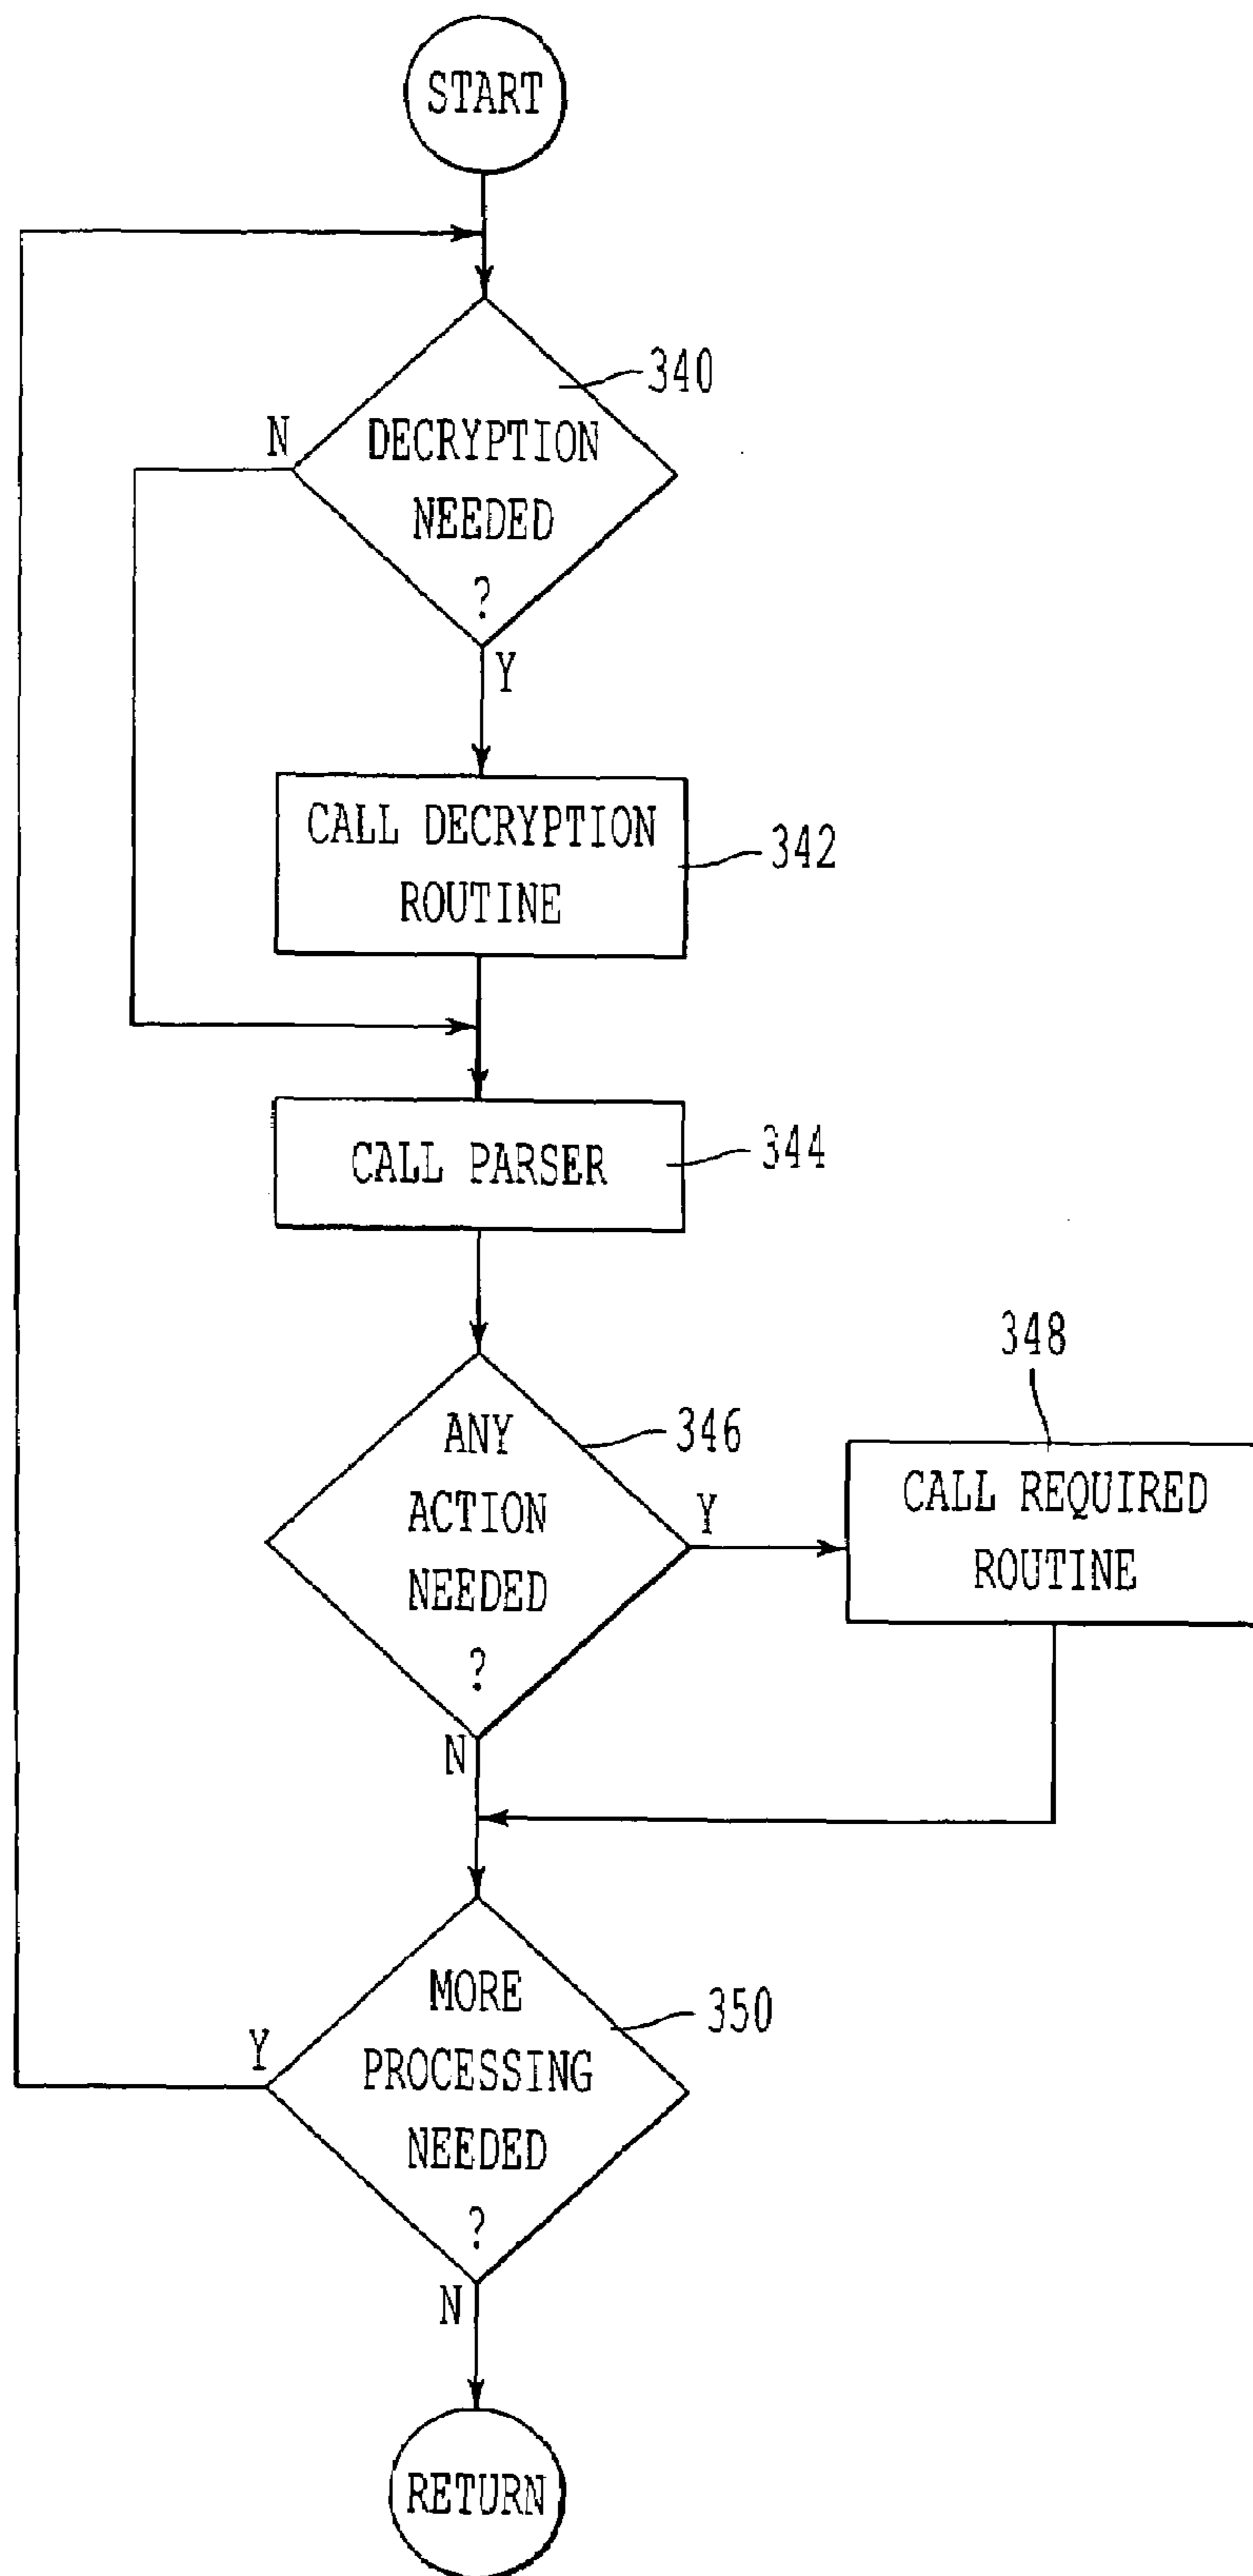 START
340
N
DECRYPTION
NEEDED
?
Y
CALL DECRYPTION
ROUTINE
342
CALL PARSER
344
ANY
ACTION
NEEDED
?
346
Y
348
CALL REQUIRED
ROUTINE
N
MORE
PROCESSING
NEEDED
?
350
Y
N
RETURN